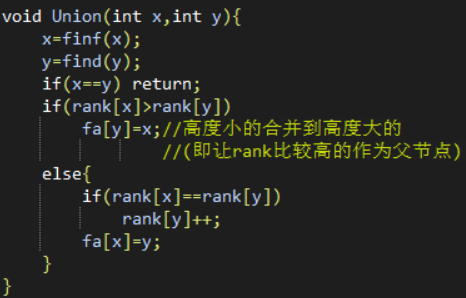 void Union(int x,int y){
    x=finf(x);
    y=find(y);
    if(x==y) return;
    if(rank[x]>rank[y])
        fa[y]=x;//高度小的合并到高度大的
                //(即让rank比较高的作为父节点)
    else{
        if(rank[x]==rank[y])
            rank[y]++;
        fa[x]=y;
    }
}